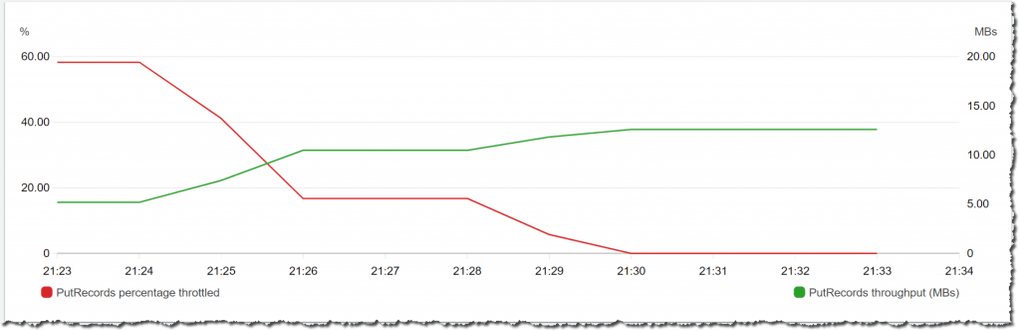 % MBs
60.00 20.00
15.00
40.00
10.00
20.00
5.00
0 0
21:23 21:24 21:25 21:26 21:27 21:28 21:29 21:30 21:31 21:32 21:33 21:34
PutRecords percentage throttled PutRecords throughput (MBs)